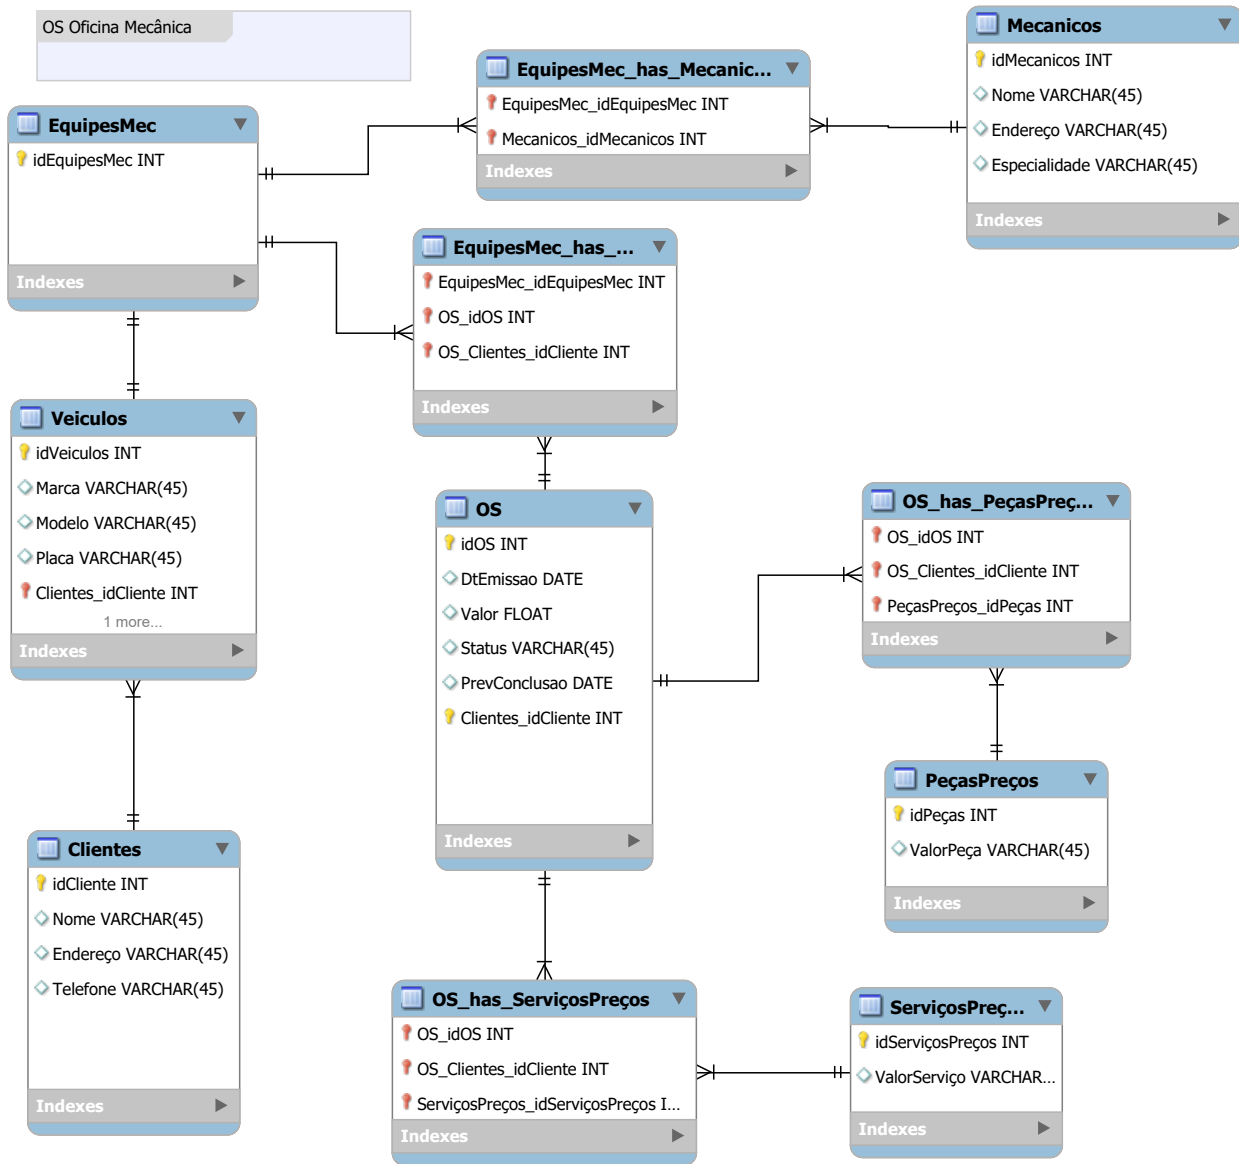 OS Oficina Mecânica
EquipesMec
idEquipesMec INT
Indexes
EquipesMec_has_Mecanic...
EquipesMec_idEquipesMec INT
Mecanicos_idMecanicos INT
Indexes
Mecanicos
idMecanicos INT
Nome VARCHAR(45)
Endereço VARCHAR(45)
Especialidade VARCHAR(45)
Indexes
EquipesMec_has_...
EquipesMec_idEquipesMec INT
OS_idOS INT
OS_Clientes_idCliente INT
Indexes
Veiculos
idVeiculos INT
Marca VARCHAR(45)
Modelo VARCHAR(45)
Placa VARCHAR(45)
Clientes_idCliente INT
1 more...
Indexes
OS
idOS INT
DtEmissao DATE
Valor FLOAT
Status VARCHAR(45)
PrevConclusao DATE
Clientes_idCliente INT
Indexes
OS_has_PeçasPreç...
OS_idOS INT
OS_Clientes_idCliente INT
PeçasPreços_idPeças INT
Indexes
PeçasPreços
idPeças INT
ValorPeça VARCHAR(45)
Indexes
Clientes
idCliente INT
Nome VARCHAR(45)
Endereço VARCHAR(45)
Telefone VARCHAR(45)
Indexes
OS_has_ServiçosPreços
OS_idOS INT
OS_Clientes_idCliente INT
ServiçosPreços_idServiçosPreços I...
Indexes
ServiçosPreç...
idServiçosPreços INT
ValorServiço VARCHAR...
Indexes